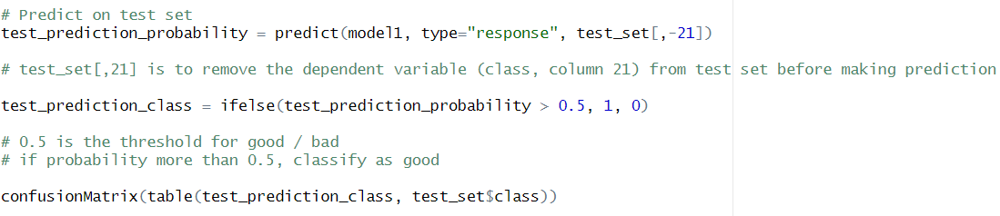 # Predict on test set
test_prediction_probability = predict(model1, type="response", test_set[,-21])
# test_set[,21] is to remove the dependent variable (class, column 21) from test set before making prediction
test_prediction_class = ifelse(test_prediction_probability > 0.5, 1, 0)
# 0.5 is the threshold for good / bad
# if probability more than 0.5, classify as good
confusionMatrix(table(test_prediction_class, test_set$class))